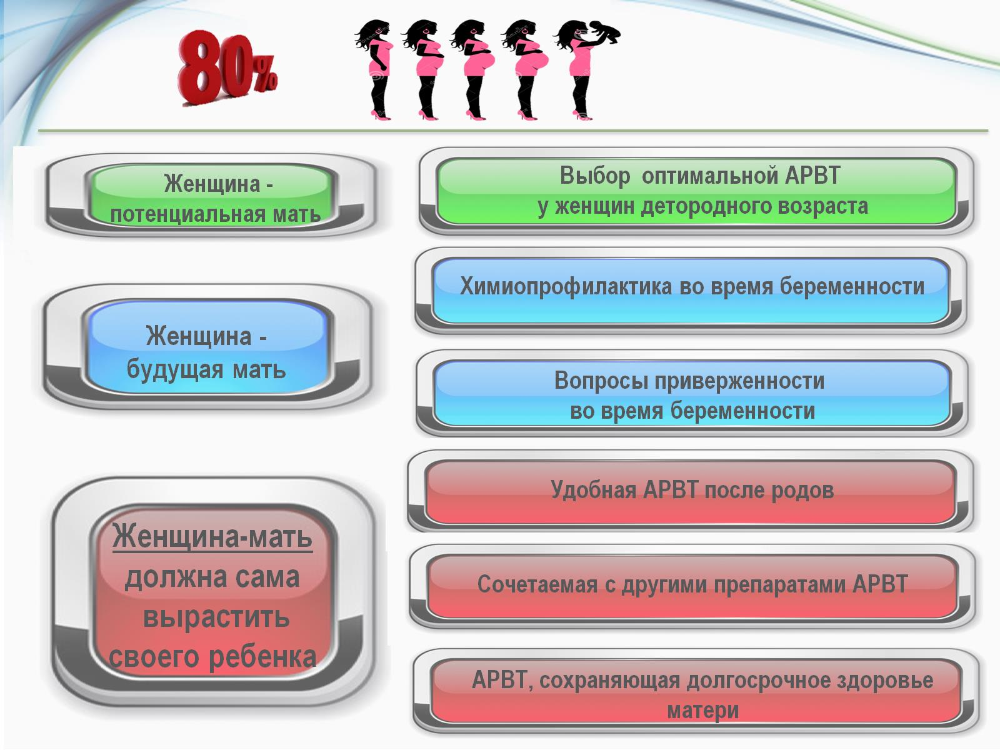 80%
Женщина -
потенциальная мать
Выбор оптимальной АРВТ
у женщин детородного возраста
Женщина -
будущая мать
Химиопрофилактика во время беременности
Вопросы приверженности
во время беременности
Женщина-мать
должна сама
вырастить
своего ребенка
Удобная АРВТ после родов
Сочетаемая с другими препаратами АРВТ
АРВТ, сохраняющая долгосрочное здоровье
матери